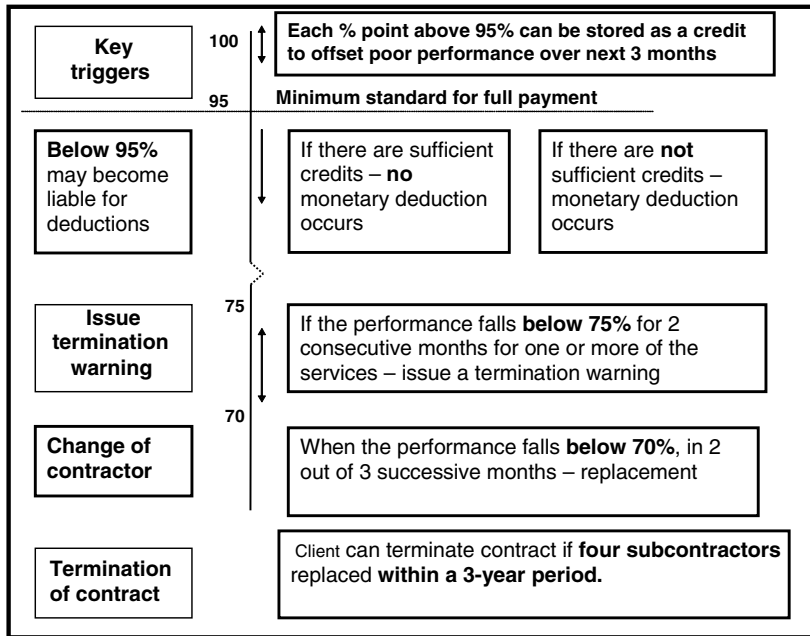 Key
triggers
100
Each % point above 95% can be stored as a credit
to offset poor performance over next 3 months
95
Minimum standard for full payment
Below 95%
may become
liable for
deductions
If there are sufficient
credits – no
monetary deduction
occurs
If there are not
sufficient credits –
monetary deduction
occurs
75
Issue
termination
warning
If the performance falls below 75% for 2
consecutive months for one or more of the
services – issue a termination warning
70
Change of
contractor
When the performance falls below 70%, in 2
out of 3 successive months – replacement
Termination
of contract
Client can terminate contract if four subcontractors
replaced within a 3-year period.